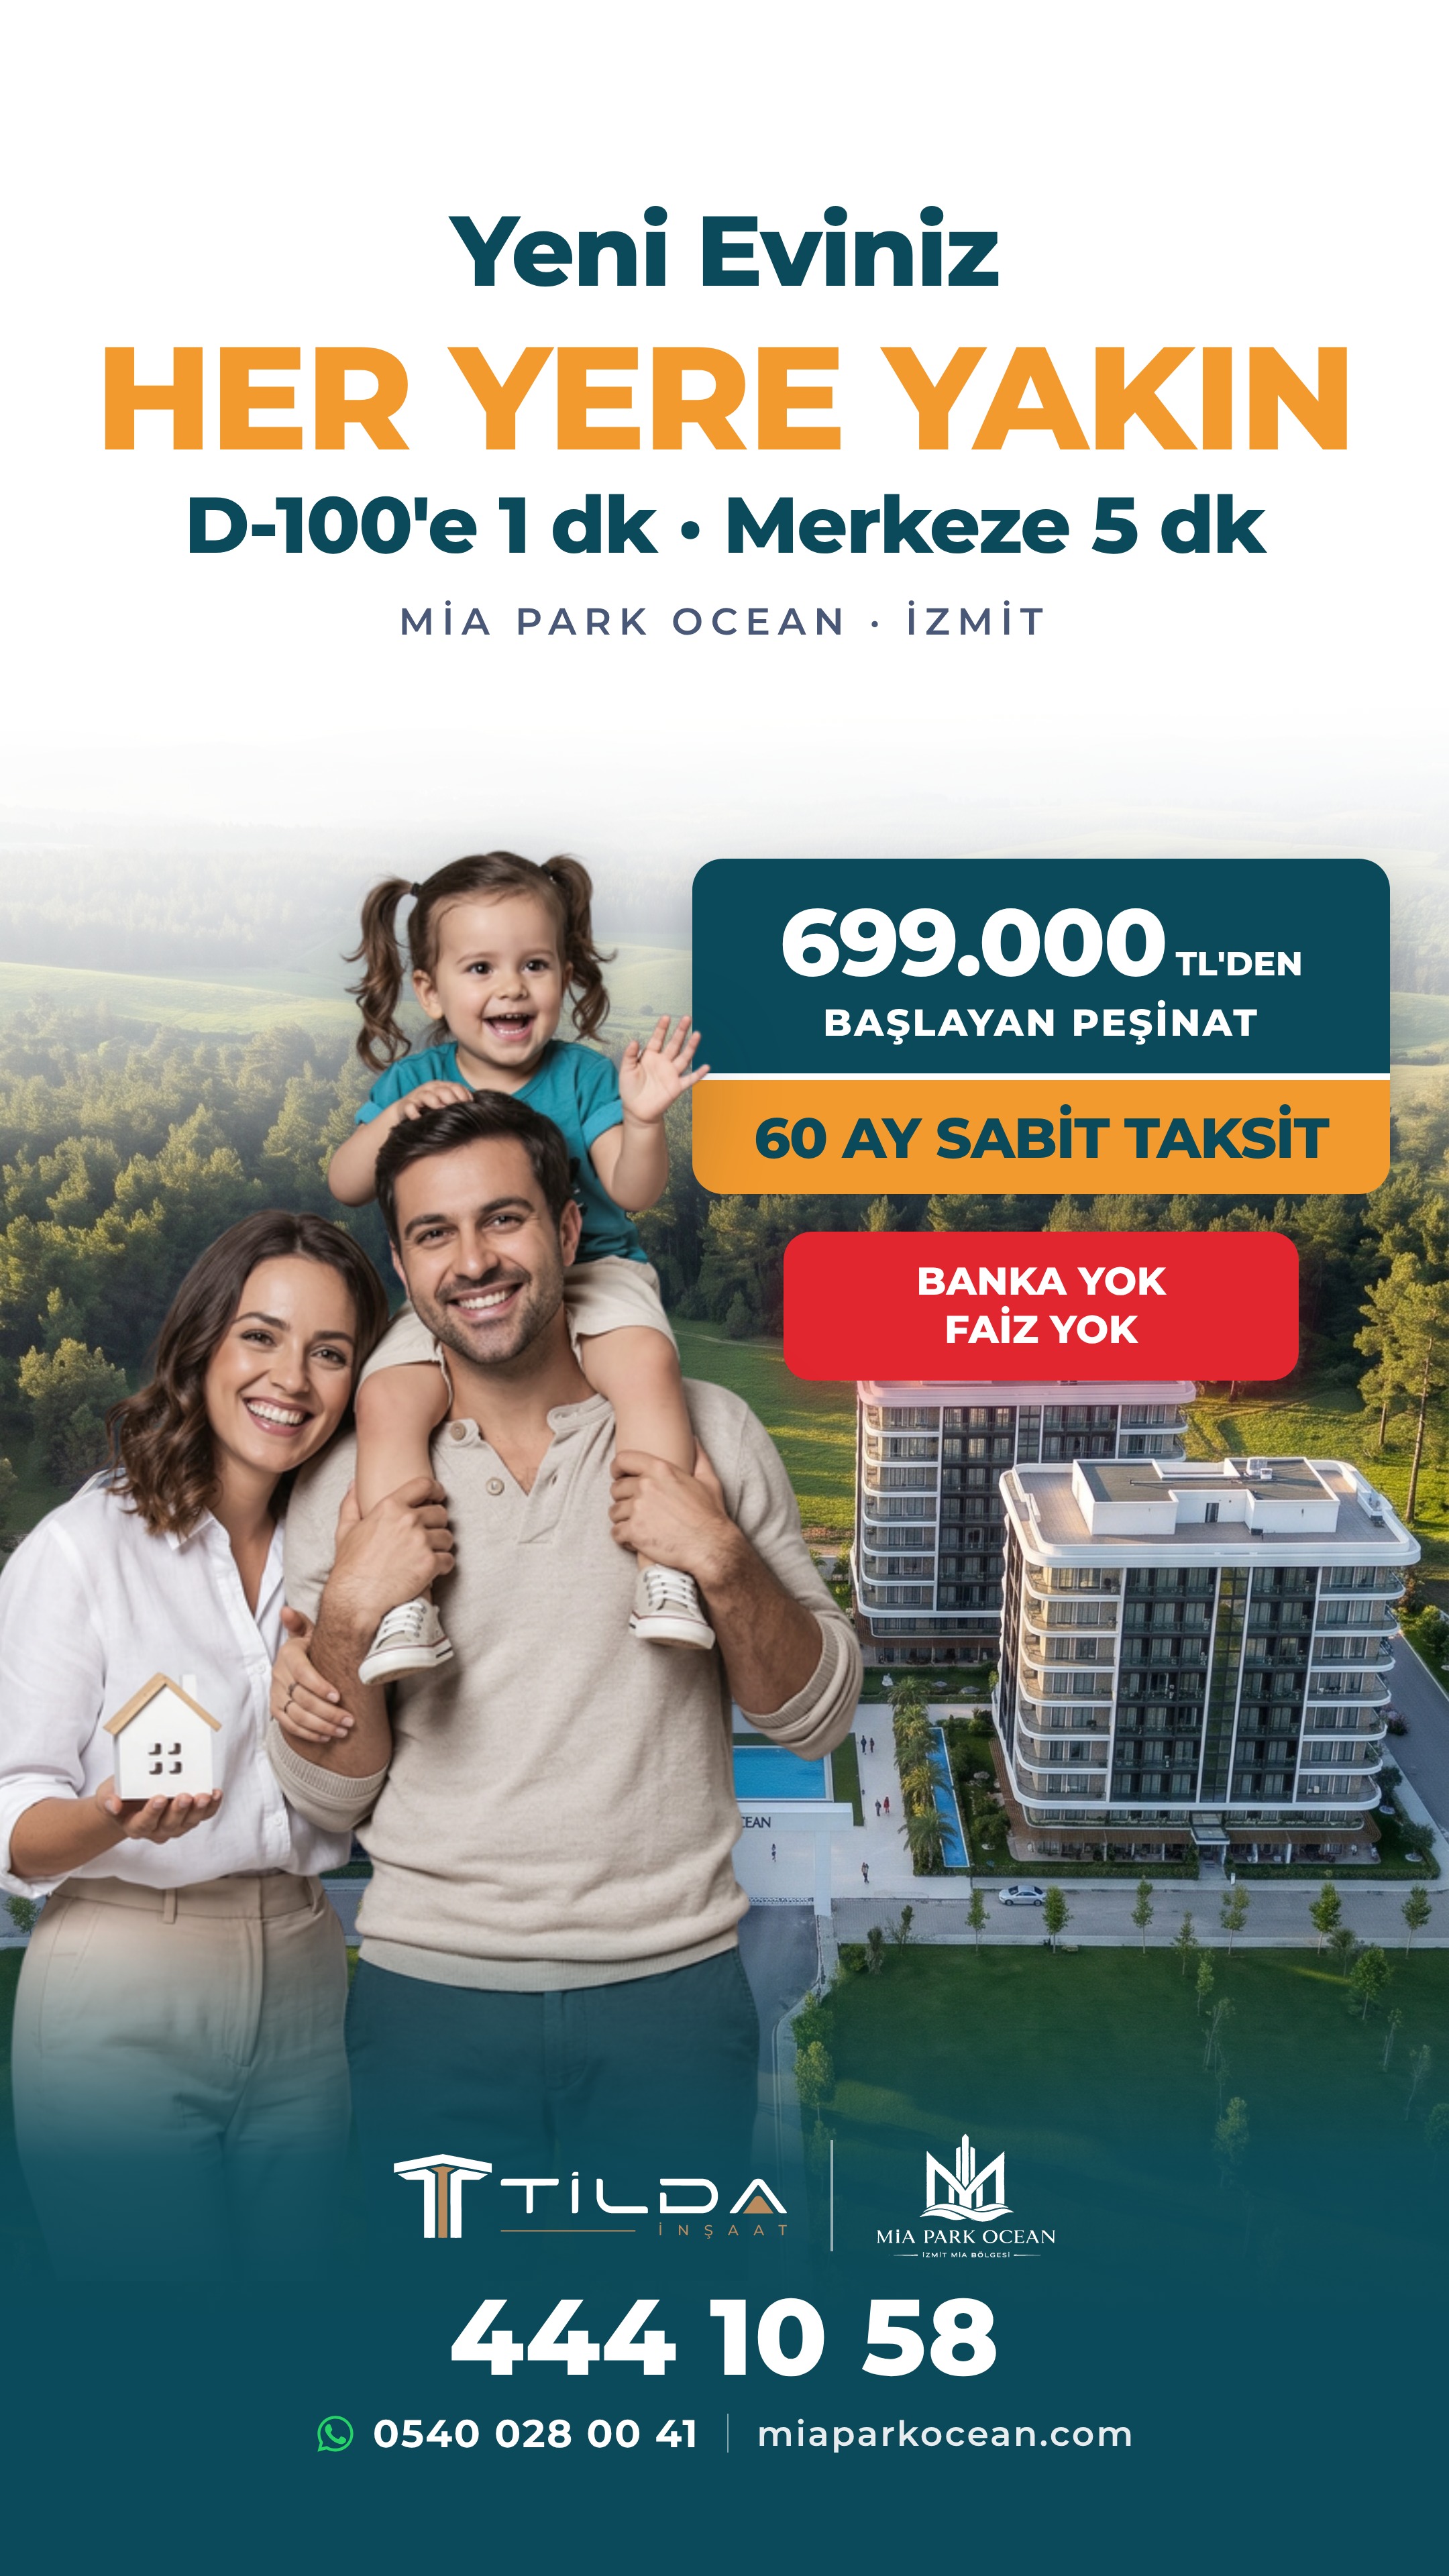 Yeni Eviniz
HER YERE YAKIN
D-100'e 1 dk • Merkeze 5 dk
MİA PARK OCEAN · İZMİT
699.000 TL'DEN
BAŞLAYAN PEŞİNAT
60 AY SABİT TAKSİT
BANKA YOK
FAİZ YOK
CEAN
TİLDA
İNŞAAT
MİA PARK OCEAN
İZMİT MİA BÖLGESİ
444 10 58
0540 028 00 41
miaparkocean.com